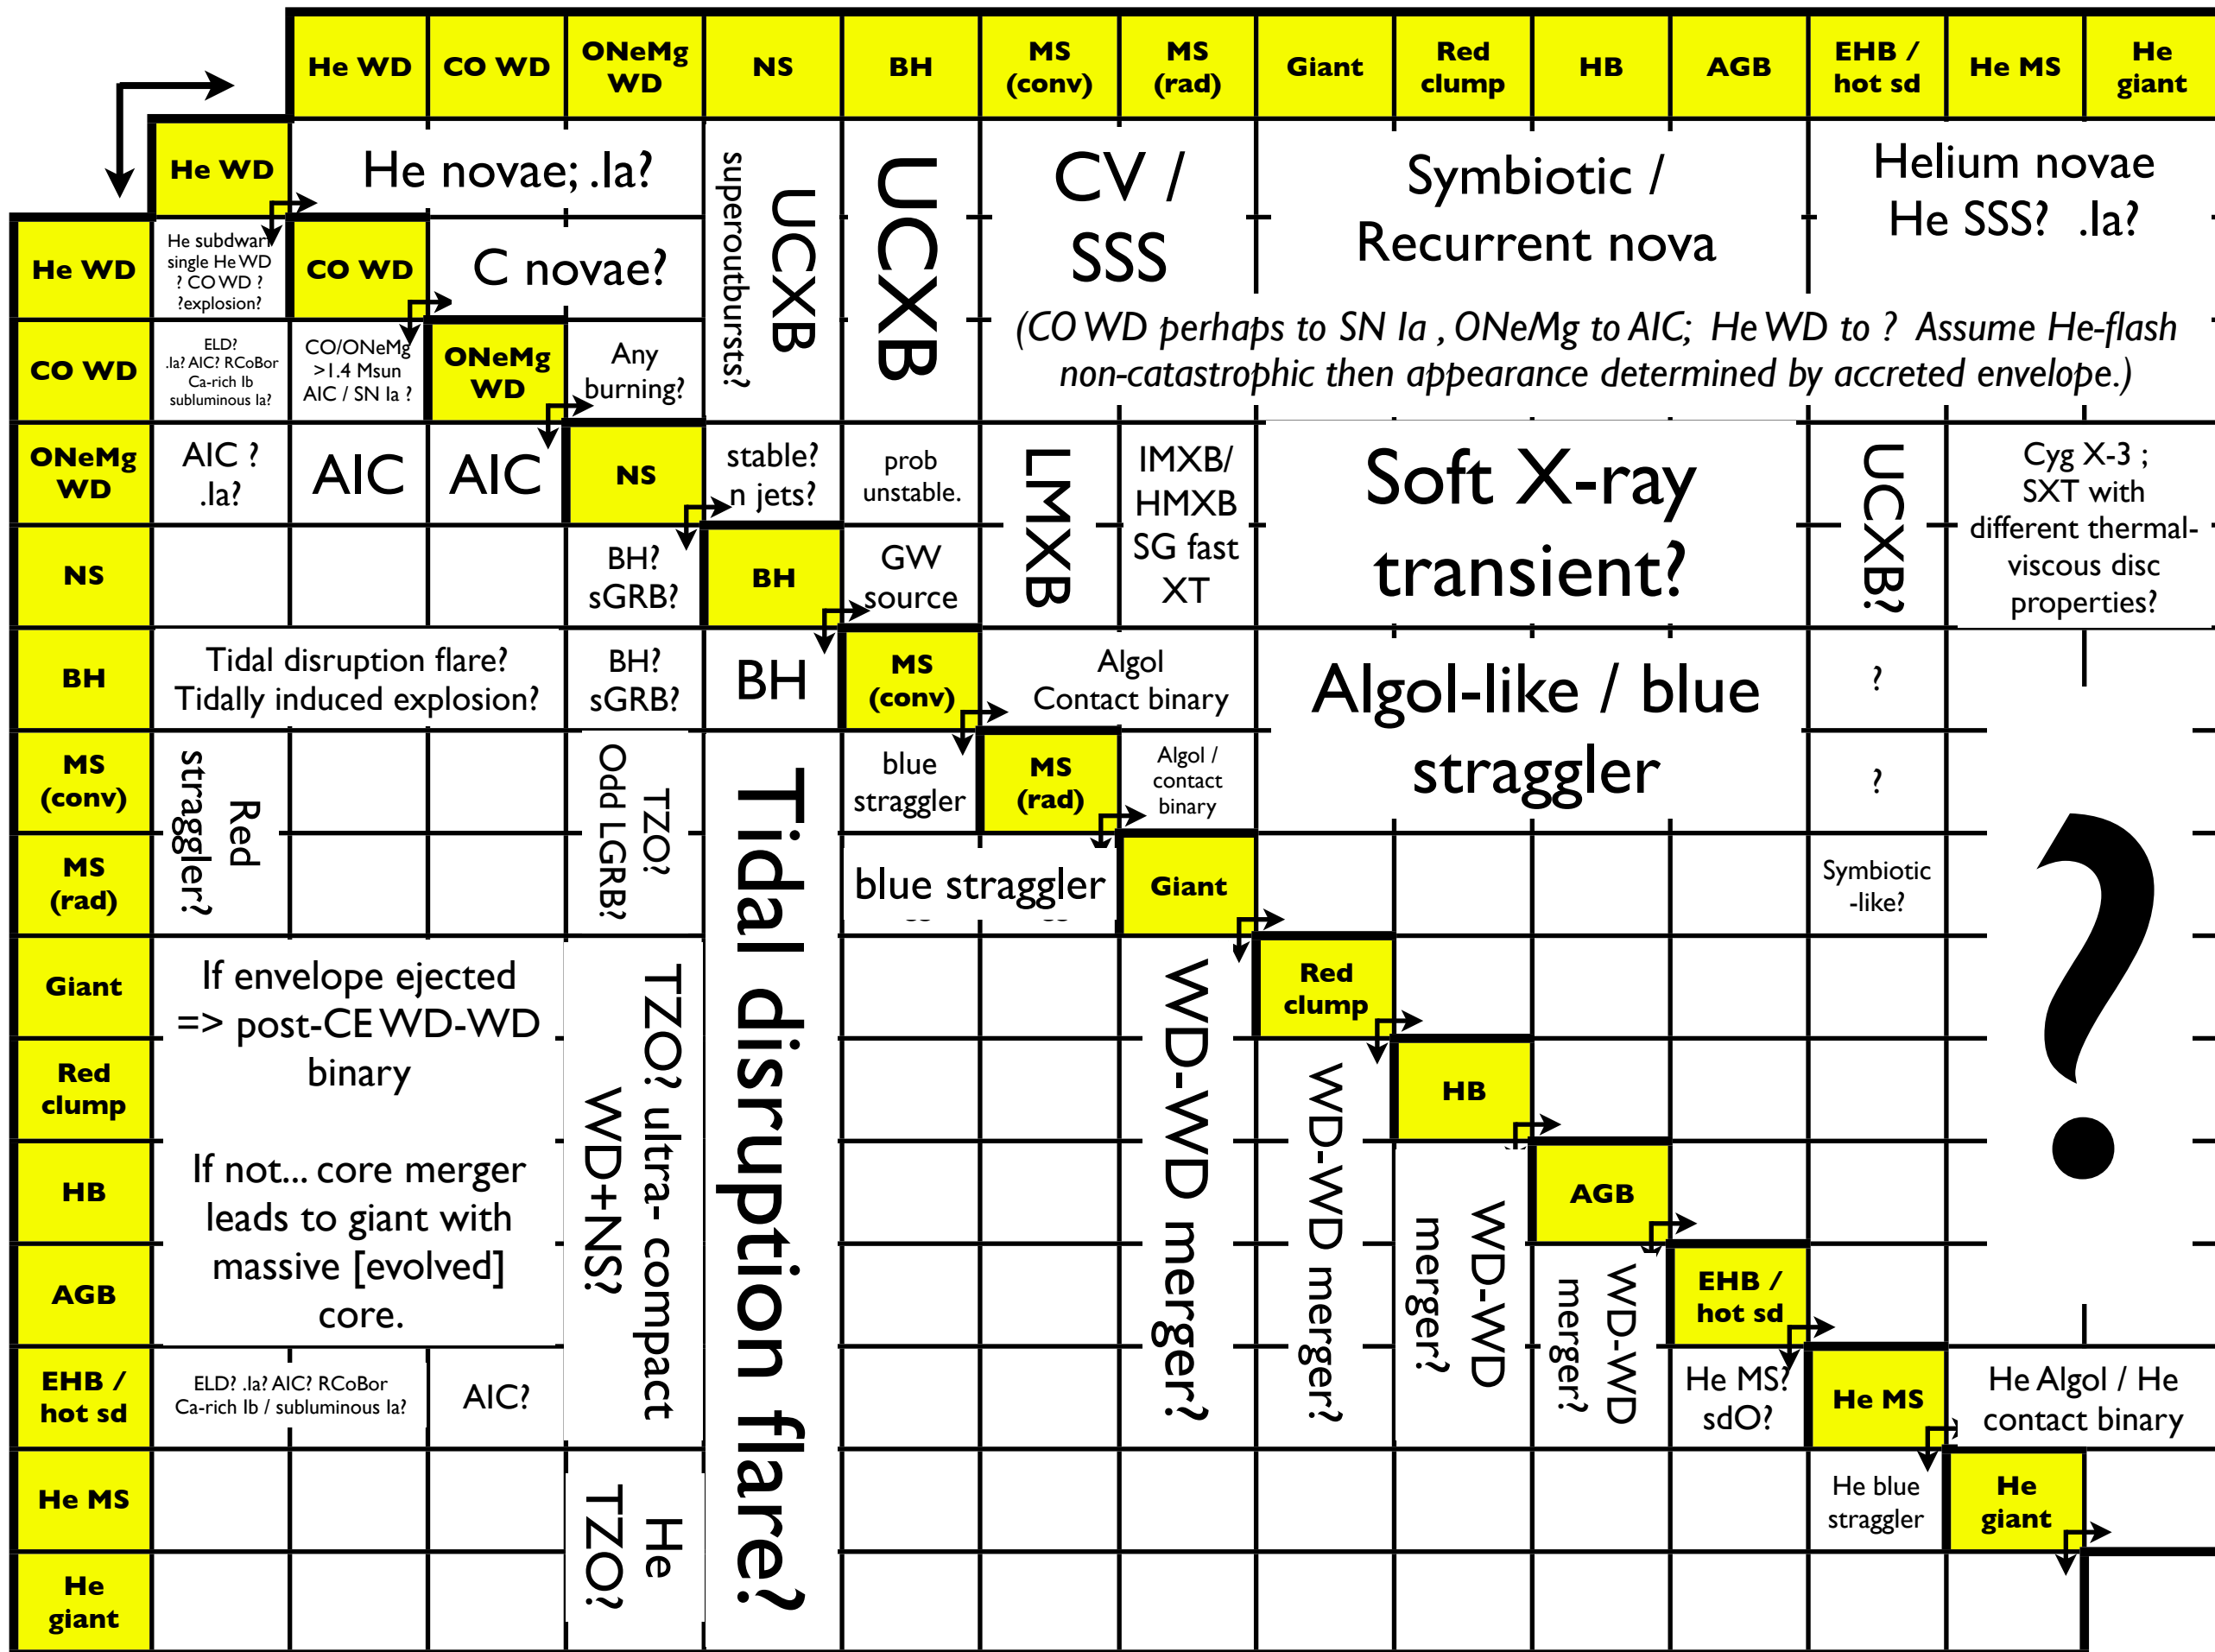 He WD
CO WD
ONeMg
WD
NS
BH
MS
(conv)
MS
(rad)
Giant
Red
clump
HB
AGB
EHB /
hot sd
He MS
He
giant
He WD
He novae; .Ia?
superoutbursts?
UCXB
UCXB
CV /
SSS
Symbiotic /
Recurrent nova
Helium novae
He SSS? .Ia?
He WD
He subdwarf
single He WD
? CO WD ?
?explosion?
CO WD
C novae?
(CO WD perhaps to SN Ia , ONeMg to AIC; He WD to ? Assume He-flash
non-catastrophic then appearance determined by accreted envelope.)
CO WD
ELD?
.Ia? AIC? RCoBor
Ca-rich Ib
subluminous Ia?
CO/ONeMg
>1.4 Msun
AIC / SN Ia ?
ONeMg
WD
Any
burning?
ONeMg
WD
AIC ?
.Ia?
AIC
AIC
NS
stable?
n jets?
prob
unstable.
LMXB
IMXB/
HMXB
SG fast
XT
Soft X-ray
transient?
UCXB?
Cyg X-3 ;
SXT with
different thermal-
viscous disc
properties?
NS
BH?
sGRB?
BH
GW
source
BH
Tidal disruption flare?
Tidally induced explosion?
BH?
sGRB?
BH
MS
(conv)
Algol
Contact binary
Algol-like / blue
straggler
?
?
MS
(conv)
Red
straggler?
TZO?
Odd LGRB?
Tidal disruption flare?
blue
straggler
MS
(rad)
Algol /
contact
binary
?
MS
(rad)
blue straggler
Giant
Symbiotic
-like?
Giant
If envelope ejected
=> post-CE WD-WD
binary
If not... core merger
leads to giant with
massive [evolved]
core.
TZO? ultra- compact
WD+NS?
WD-WD merger?
Red
clump
Red
clump
WD-WD merger?
HB
HB
WD-WD
merger?
AGB
AGB
WD-WD
merger?
EHB /
hot sd
EHB /
hot sd
ELD? .Ia? AIC? RCoBor
Ca-rich Ib / subluminous Ia?
AIC?
He MS?
sdO?
He MS
He Algol / He
contact binary
He MS
He
TZO?
He blue
straggler
He
giant
He
giant